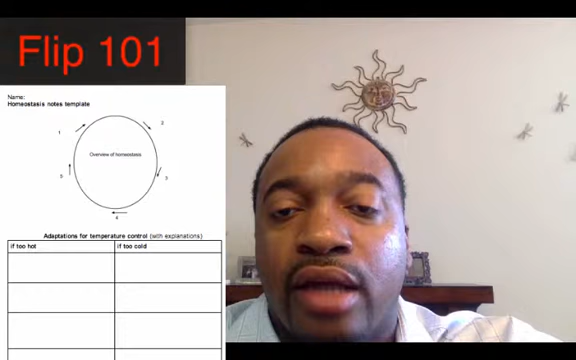 Flip 101
Name:
Homeostasis notes template
1
2
Overview of homeostasis
5
3
4
Adaptations for temperature control (with explanations)
if too hot
if too cold